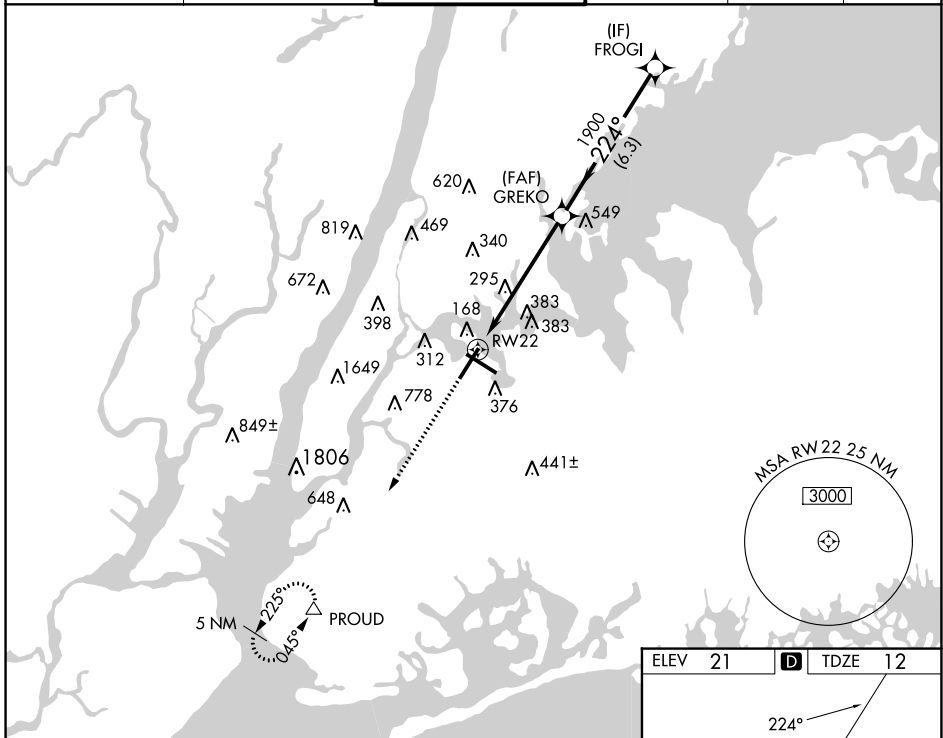 (IF)
FROGI
1900
224°
(6.3)
(FAF)
GREKO
620
549
819
469
340
672
295
383
398
168
383
RW22
312
1649
376
778
849±
1806
441±
648
MSA RW22 25 NM
3000
225°
5 NM
PROUD
045°
ELEV 21
D
TDZE 12
224°